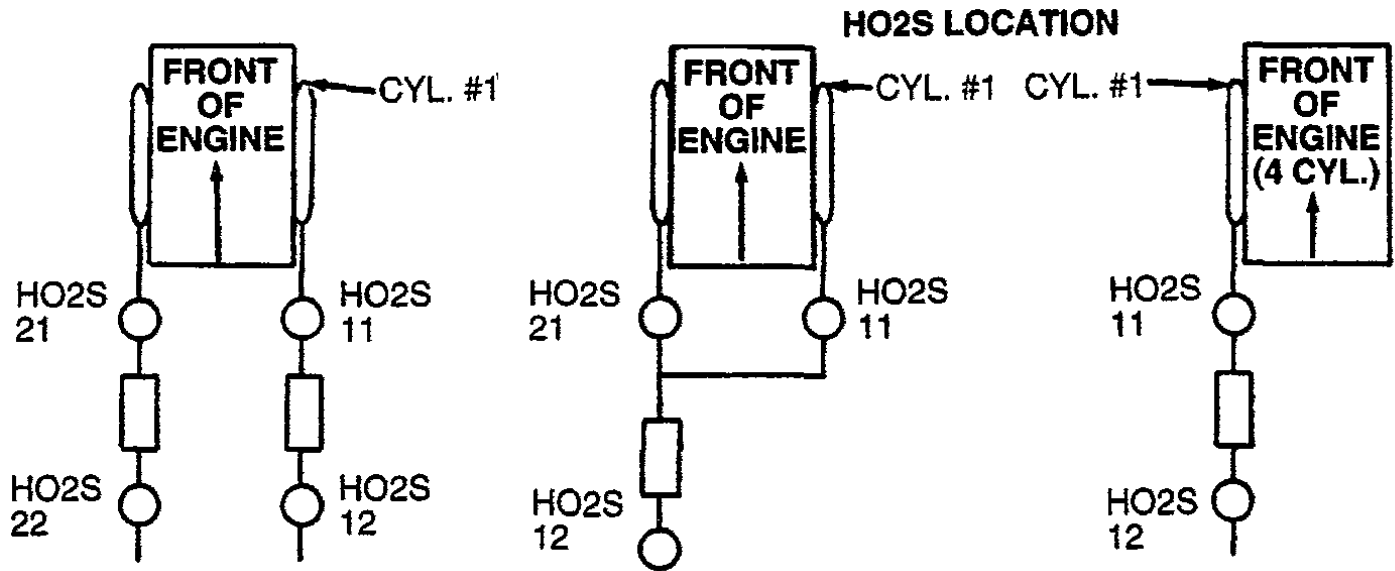 HO2S LOCATION
FRONT
OF
ENGINE
CYL. #1
HO2S
21
HO2S
11
HO2S
22
HO2S
12
FRONT
OF
ENGINE
CYL. #1
HO2S
21
HO2S
11
HO2S
12
CYL. #1
FRONT
OF
ENGINE
(4 CYL.)
HO2S
11
HO2S
12